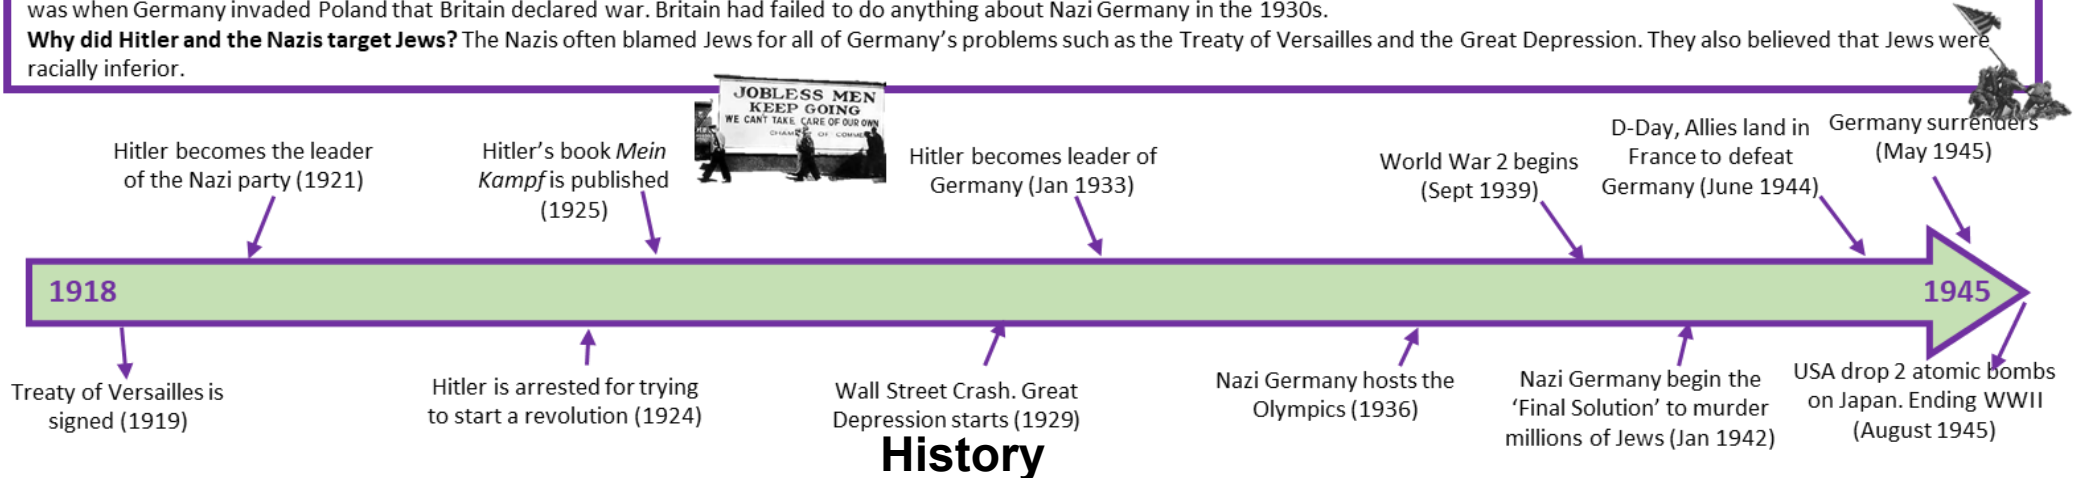 was when Germany invaded Poland that Britain declared war. Britain had failed to do anything about Nazi Germany in the 1930s.
Why did Hitler and the Nazis target Jews? The Nazis often blamed Jews for all of Germany's problems such as the Treaty of Versailles and the Great Depression. They also believed that Jews were
racially inferior.
JOBLESS MEN
KEEP GOING
WE CAN'T TAKE CARE OF OUR OWN
Hitler becomes the leader
of the Nazi party (1921)
Hitler's book Mein
Kampf is published
(1925)
Hitler becomes leader of
Germany (Jan 1933)
World War 2 begins
(Sept 1939)
D-Day, Allies land in
France to defeat
Germany (June 1944)
Germany surrenders
(May 1945)
1918
1945
Treaty of Versailles is
signed (1919)
Hitler is arrested for trying
to start a revolution (1924)
Wall Street Crash. Great
Depression starts (1929)
Nazi Germany hosts the
Olympics (1936)
Nazi Germany begin the
'Final Solution' to murder
millions of Jews (Jan 1942)
USA drop 2 atomic bombs
on Japan. Ending WWII
(August 1945)
History